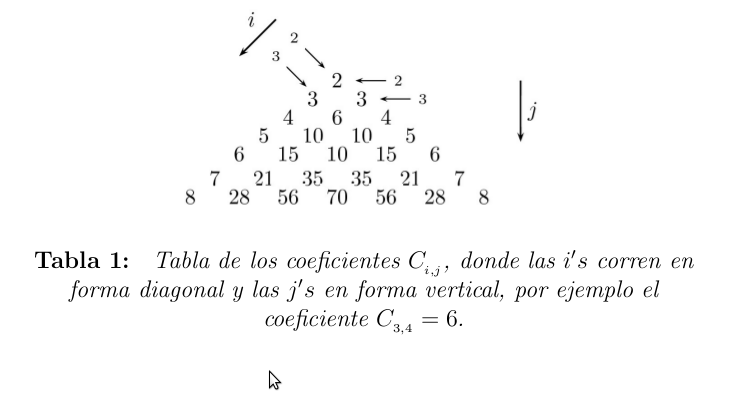 i
2
3
2 2
3 3 3
4 6 4
j
5 10 10 5
6 15 10 15 6
7 21 35 35 21 7
8 28 56 70 56 28 8
Tabla 1: Tabla de los coeficientes C_{i,j}, donde las i's corren en
forma diagonal y las j's en forma vertical, por ejemplo el
coeficiente C_{3,4} = 6.